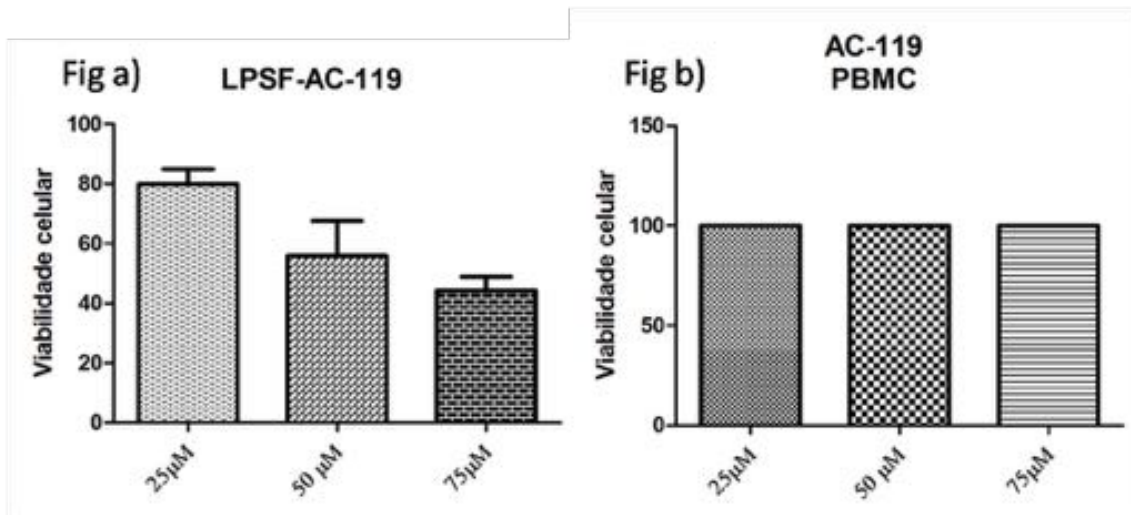 Fig a)
LPSF-AC-119
Viabilidade celular
100
80
60
40
20
0
25µM
50 µM
75µM
Fig b)
AC-119
PBMC
Viabilidade celular
150
100
50
0
25µM
50 µM
75µM